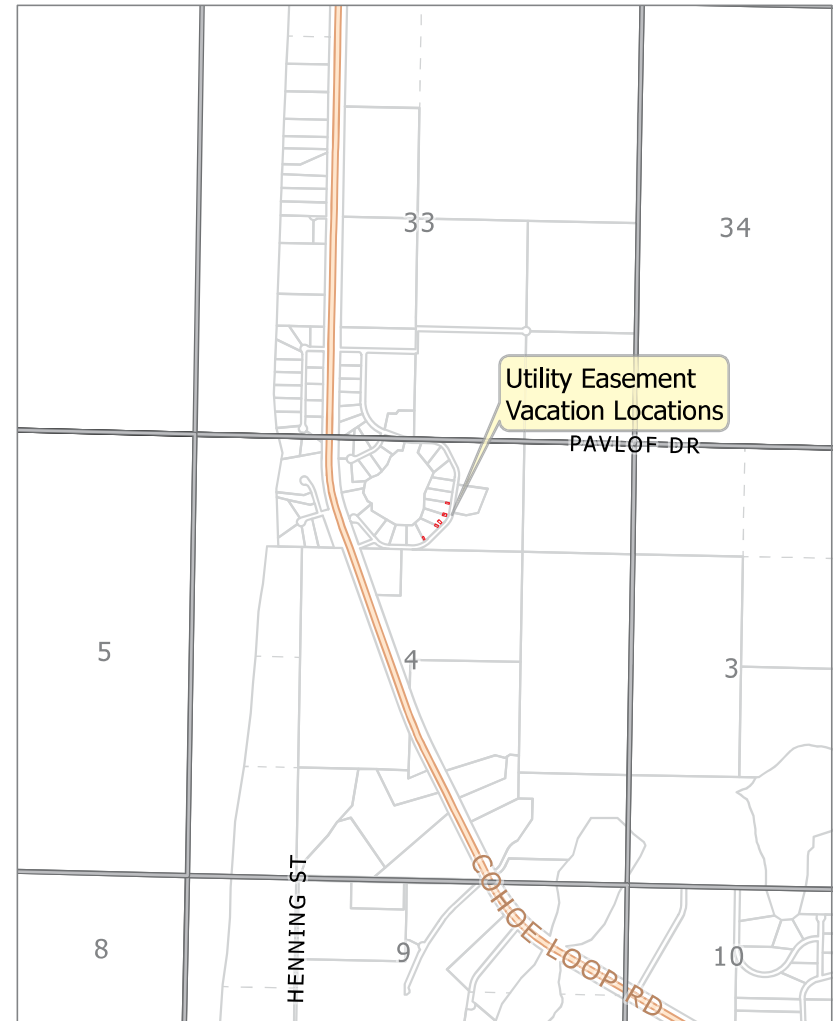 33
34
Utility Easement
Vacation Locations
PAVLOF DR
5
4
3
HENNING ST
COHOE LOOP RD
8
9
10